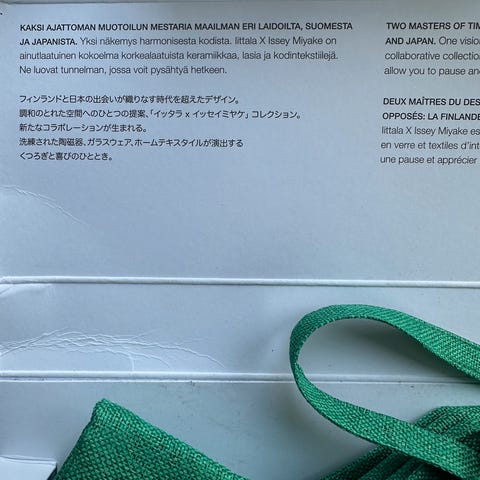 KAKSI AJATTOMAN MUOTOILUN MESTARIA MAAILMAN ERI LAIDOILTA, SUOMESTA
JA JAPANISTA. Yksi näkemys harmonisesta kodista. Iittala X Issey Miyake on
ainutlaatuinen kokoelma korkealaatuista keramiikkaa, lasia ja kodintekstiilejä.
Ne luovat tunnelman, jossa voit pysähtyä hetkeen.
フィンランドと日本の出会いが織りなす時代を超えたデザイン。
調和のとれた空間へのひとつの提案、「イッタラ x イッセイミヤケ」 コレクション。
新たなコラボレーションが生まれる。
洗練された陶磁器、ガラスウェア、ホームテキスタイルが演出する
くつろぎと喜びのひととき。
TWO MASTERS OF TIM
AND JAPAN. One vision
collaborative collection
allow you to pause and
DEUX MAÎTRES DU DES
OPPOSÉS: LA FINLANDE
Iittala X Issey Miyake es
en verre et textiles d'int
une pause et apprécier